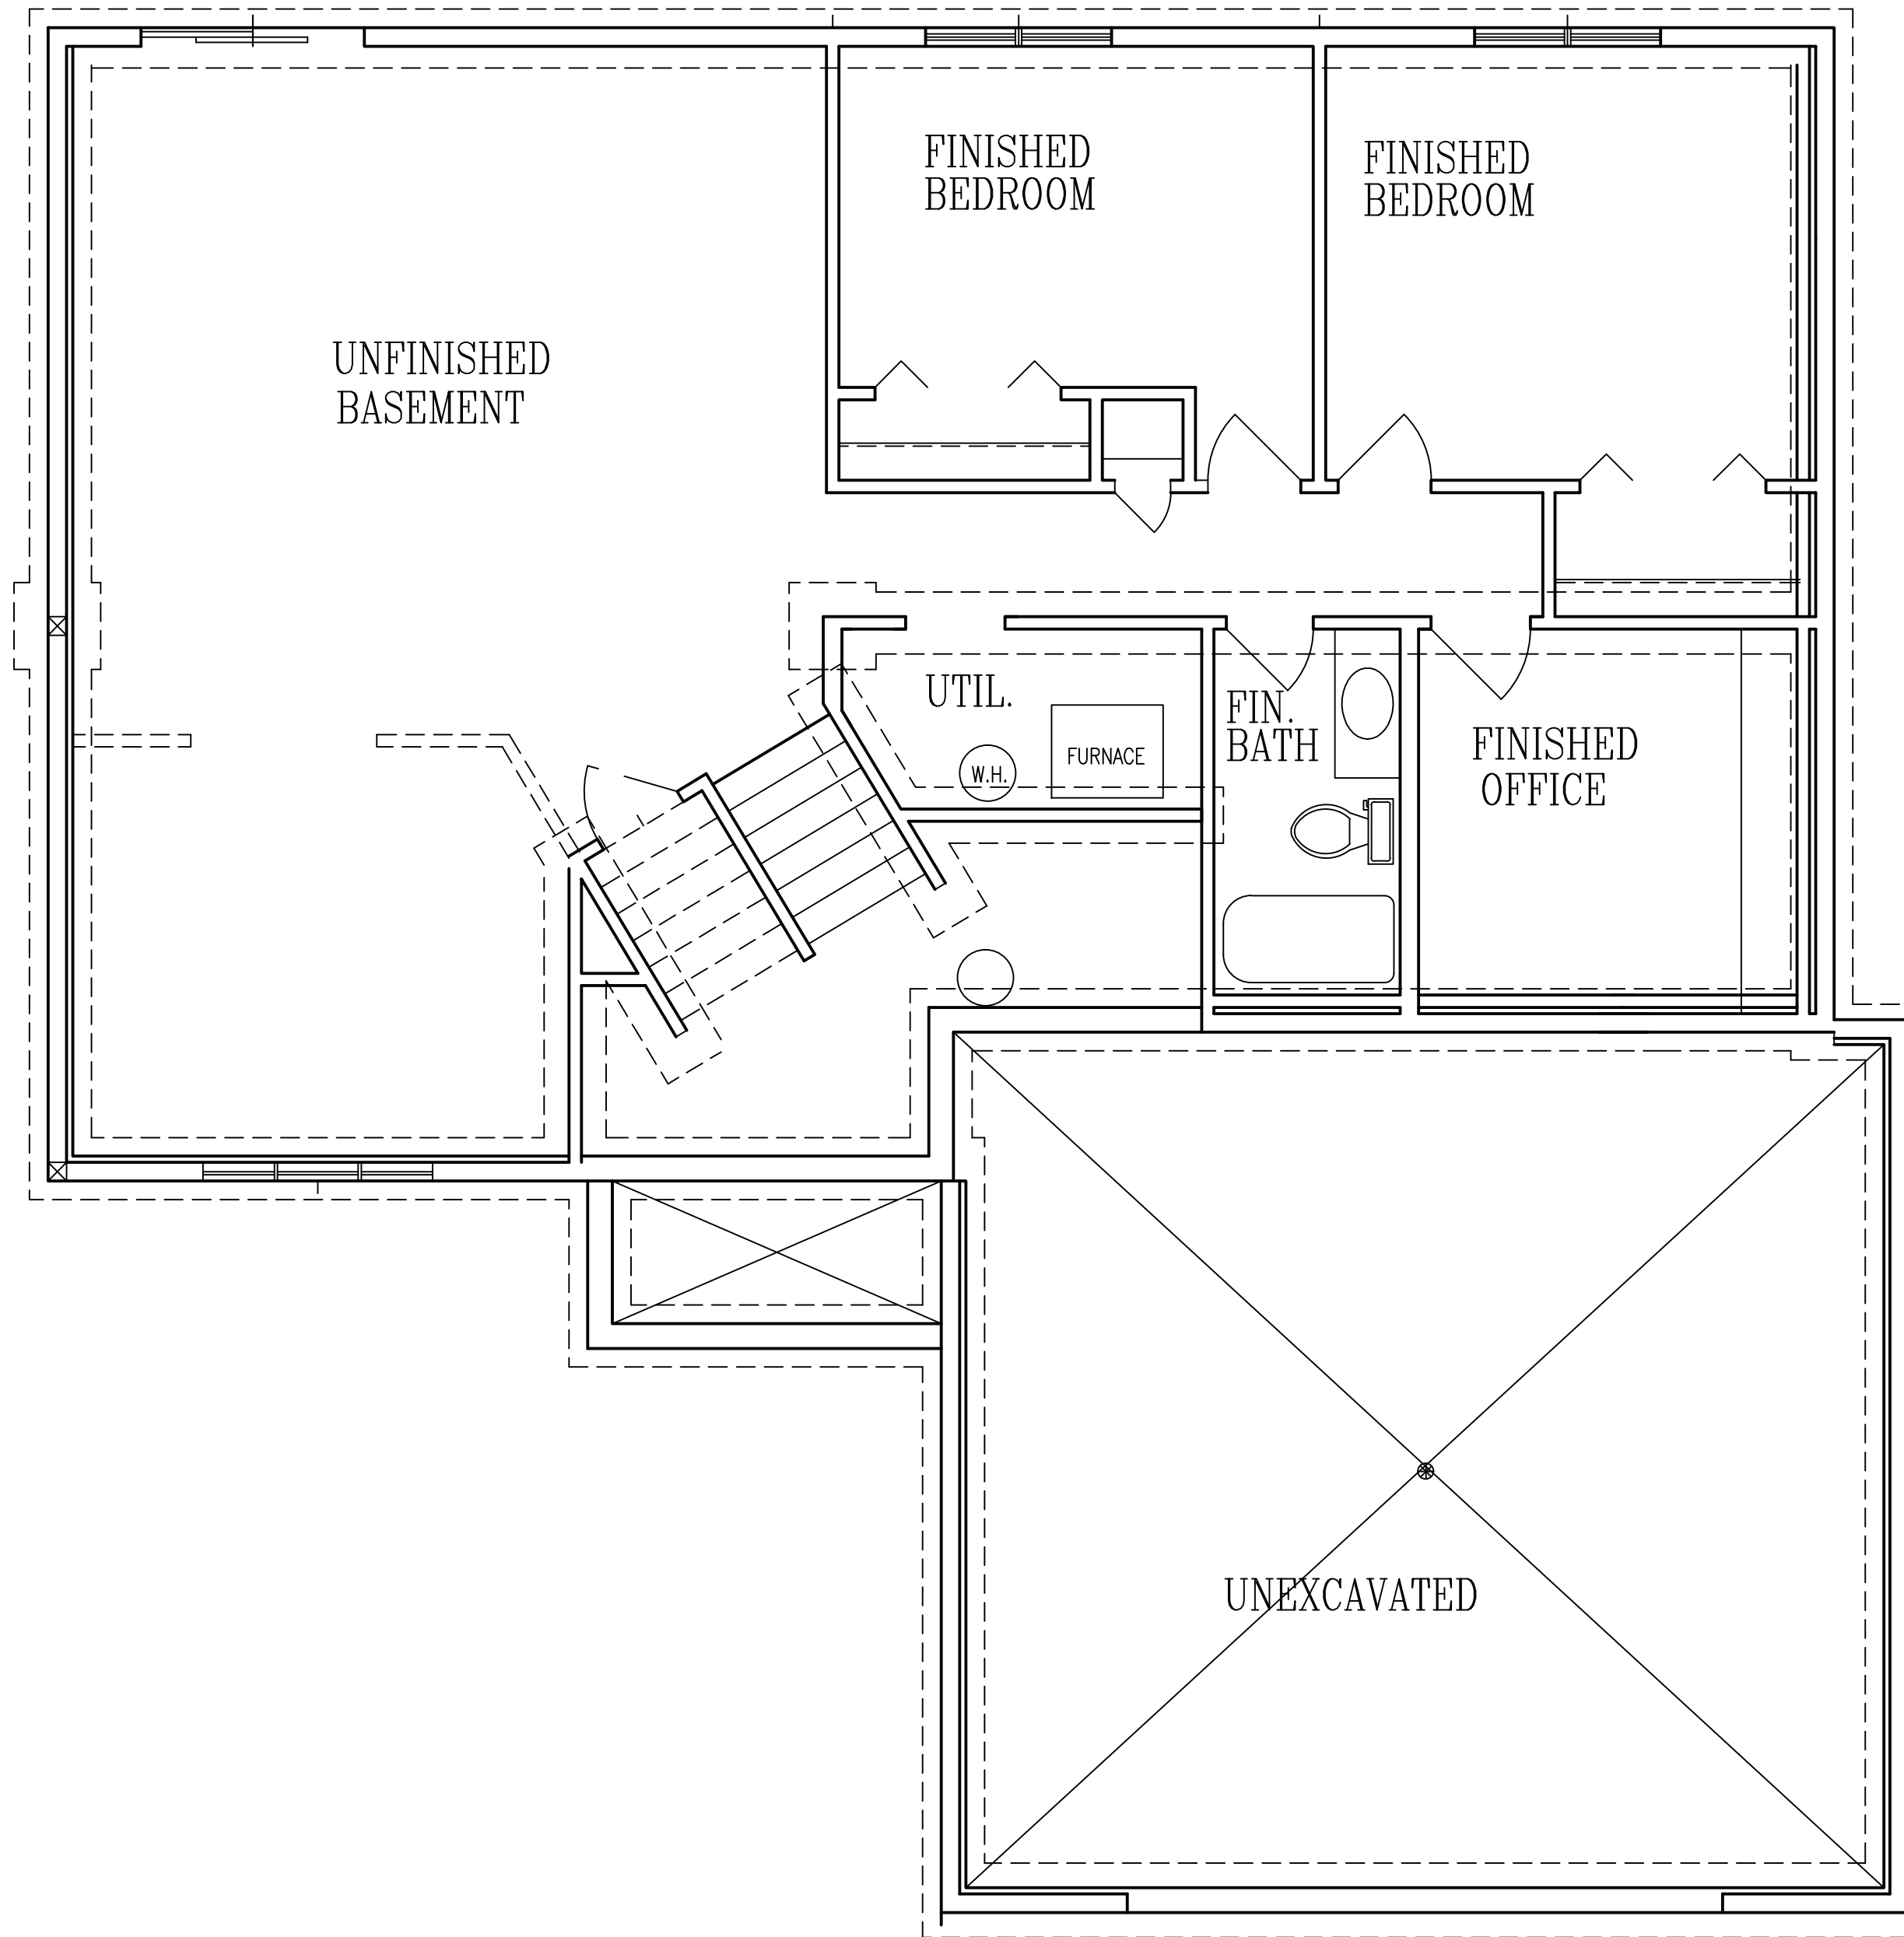 FINISHED
BEDROOM
FINISHED
BEDROOM
UNFINISHED
BASEMENT
UTIL.
W.H.
FURNACE
FIN.
BATH
FINISHED
OFFICE
UNEXCAVATED